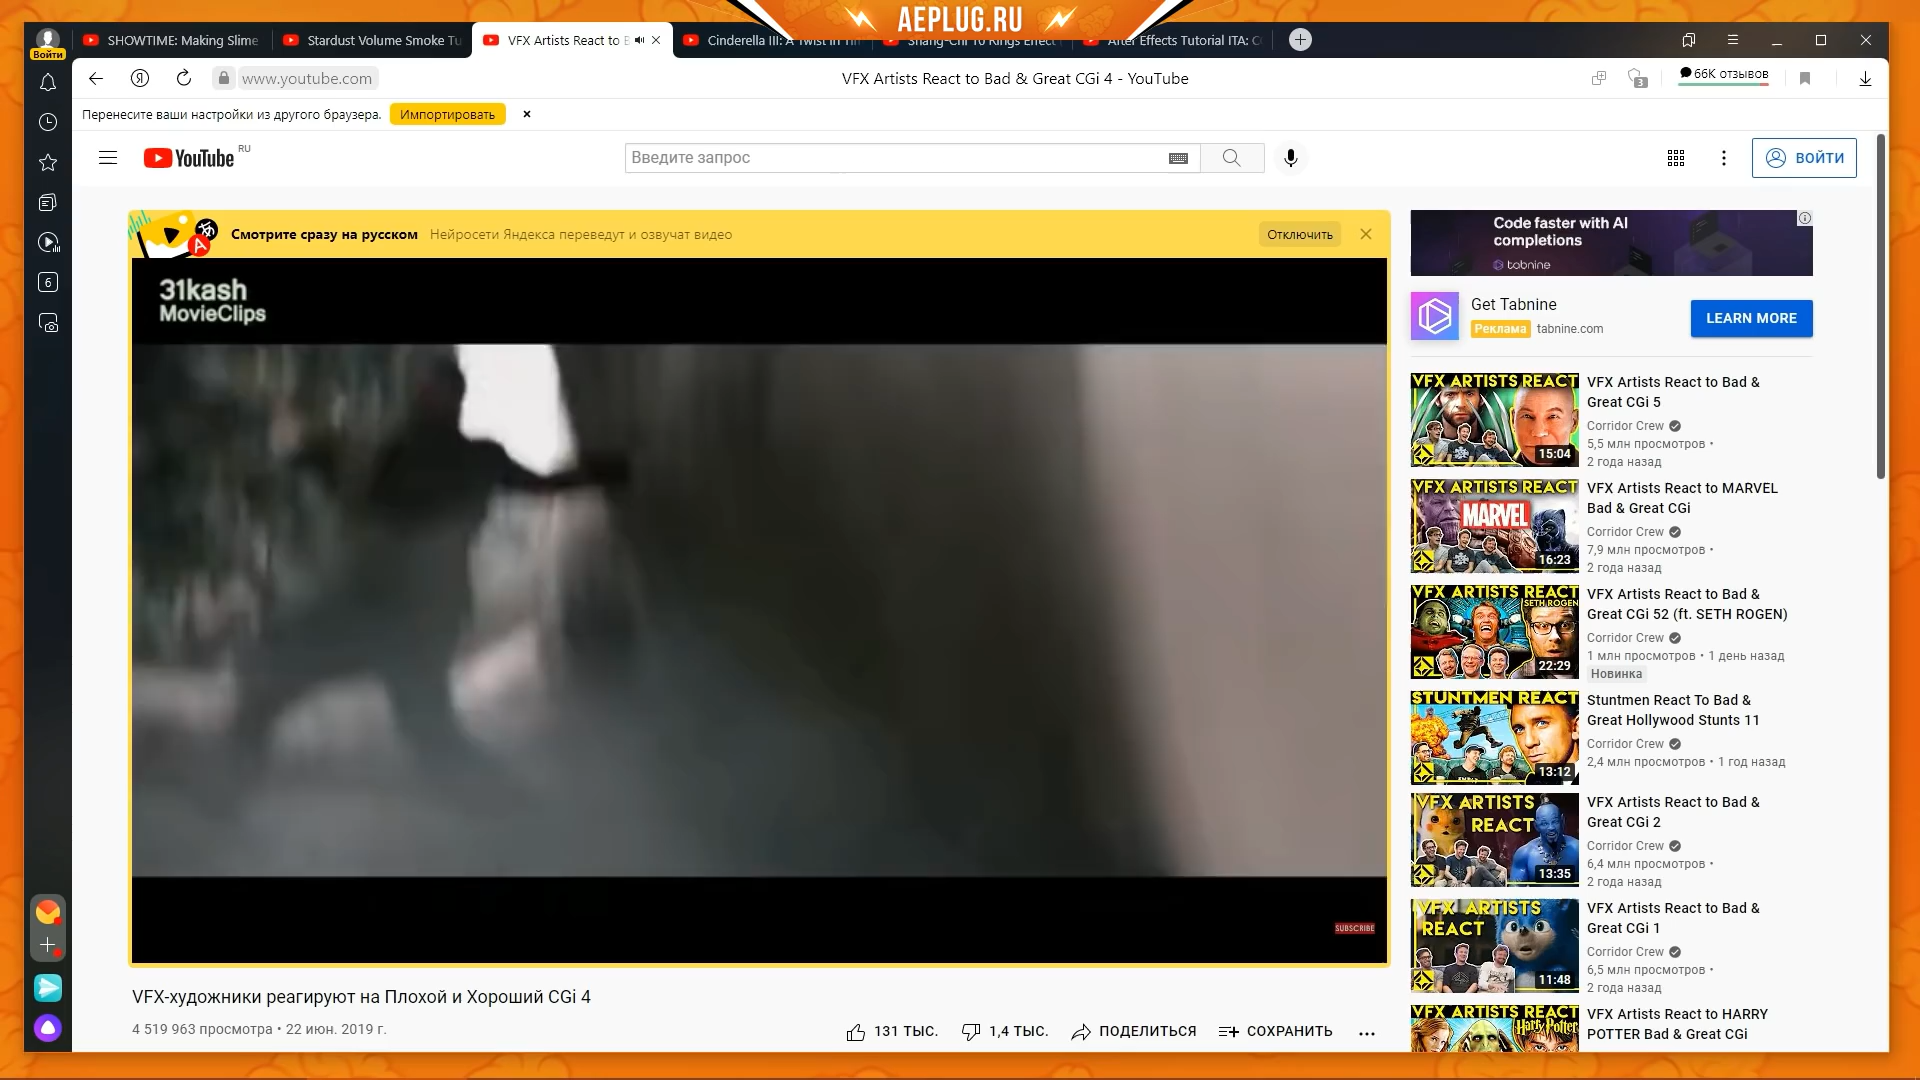 AEPLUG.RU
Войти
SHOWTIME: Making Slime
Stardust Volume Smoke Tu
VFX Artists React to B
Cinderella III: A Twist in Tim
Shang-Chi 10 Rings Effect
After Effects Tutorial ITA: C
www.youtube.com
VFX Artists React to Bad & Great CGi 4 - YouTube
3
66K отзывов
Перенесите ваши настройки из другого браузера.
Импортировать
YouTube RU
Введите запрос
ВОЙТИ
6
Смотрите сразу на русском
Нейросети Яндекса переведут и озвучат видео
Отключить
31kash
MovieClips
SUBSCRIBE
VFX-художники реагируют на Плохой и Хороший CGi 4
4 519 963 просмотра • 22 июн. 2019 г.
131 ТЫС.
1,4 ТЫС.
ПОДЕЛИТЬСЯ
СОХРАНИТЬ
Code faster with AI
completions
tabnine
Get Tabnine
Реклама tabnine.com
LEARN MORE
VFX ARTISTS REACT
15:04
VFX Artists React to Bad &
Great CGi 5
Corridor Crew
5,5 млн просмотров •
2 года назад
VFX ARTISTS REACT
MARVEL
16:23
VFX Artists React to MARVEL
Bad & Great CGi
Corridor Crew
7,9 млн просмотров •
2 года назад
VFX ARTISTS REACT
SETH ROGEN
22:29
VFX Artists React to Bad &
Great CGi 52 (ft. SETH ROGEN)
Corridor Crew
1 млн просмотров • 1 день назад
Новинка
STUNTMEN REACT
13:12
Stuntmen React To Bad &
Great Hollywood Stunts 11
Corridor Crew
2,4 млн просмотров • 1 год назад
VFX ARTISTS
REACT
13:35
VFX Artists React to Bad &
Great CGi 2
Corridor Crew
6,4 млн просмотров •
2 года назад
VFX ARTISTS
REACT
11:48
VFX Artists React to Bad &
Great CGi 1
Corridor Crew
6,5 млн просмотров •
2 года назад
VFX ARTISTS REACT
Harry Potter
VFX Artists React to HARRY
POTTER Bad & Great CGi